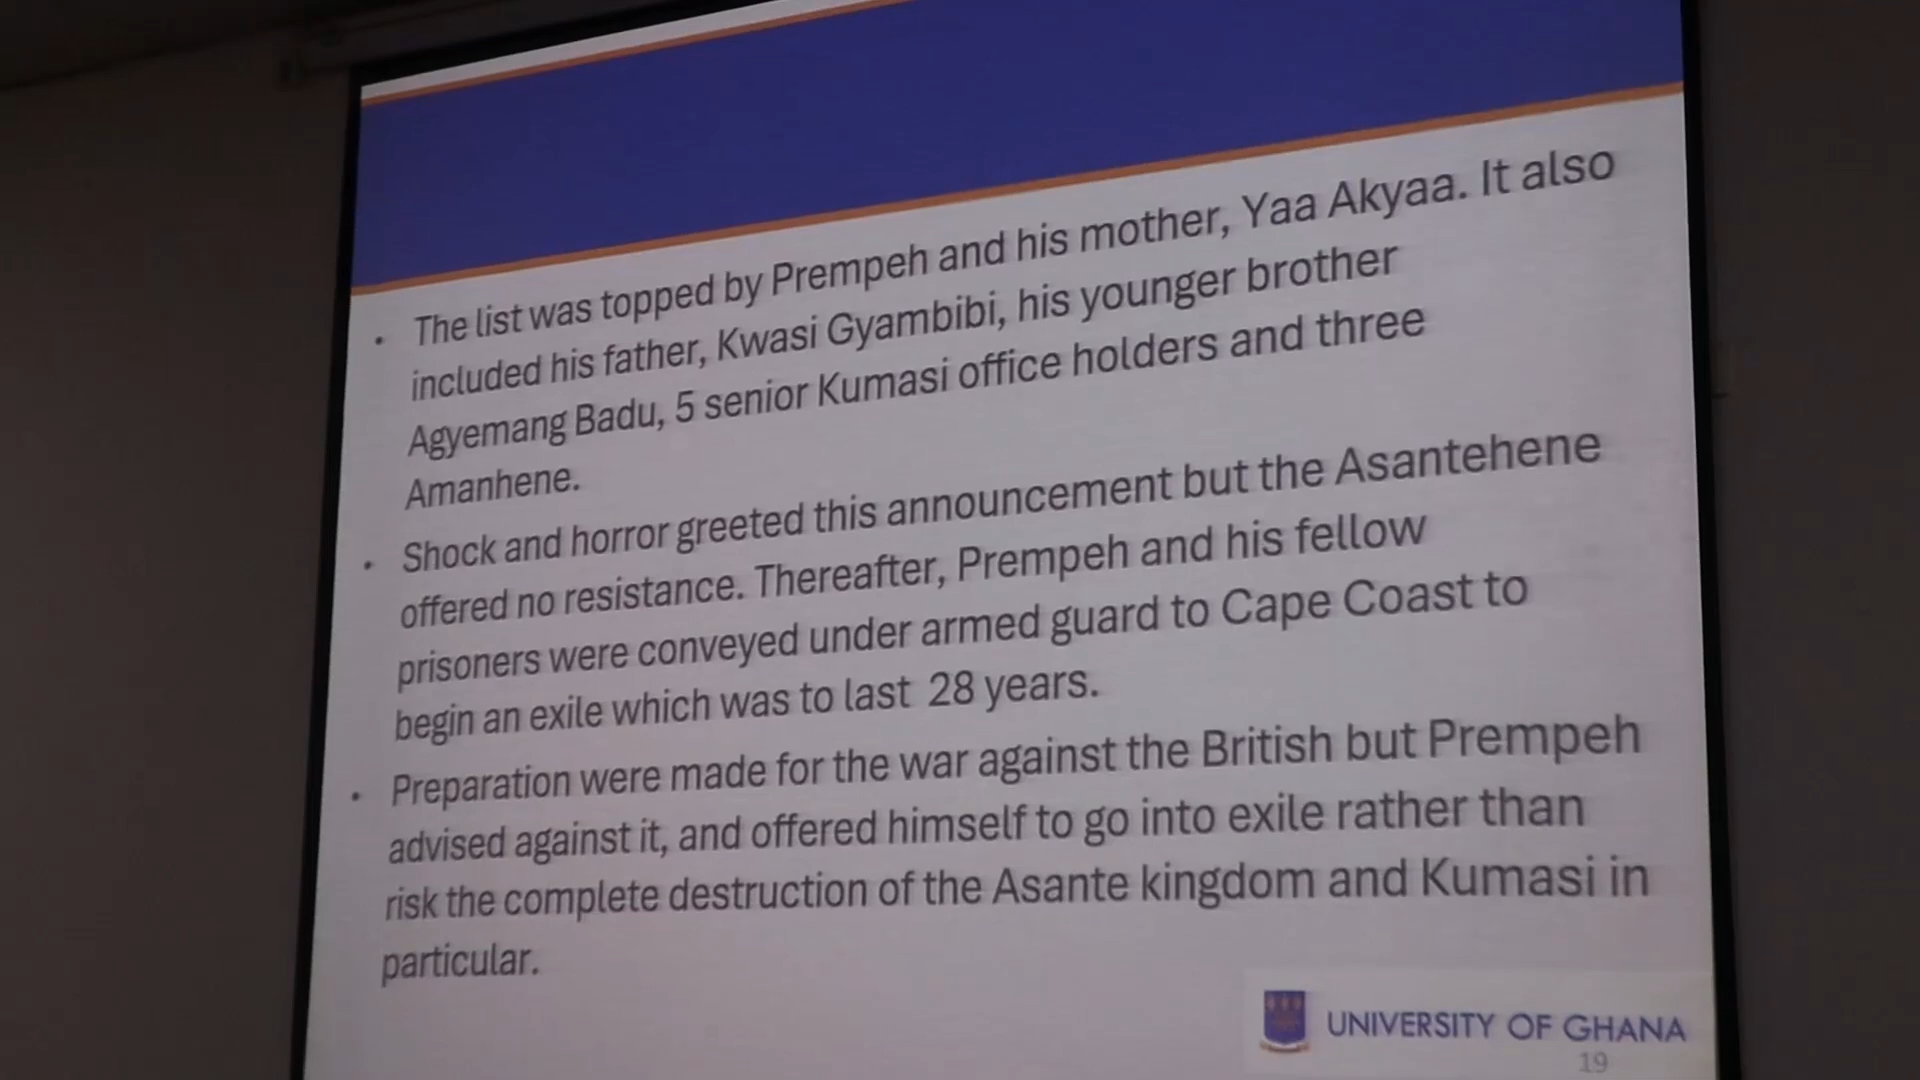 • The list was topped by Prempeh and his mother, Yaa Akyaa. It also
included his father, Kwasi Gyambibi, his younger brother
Agyemang Badu, 5 senior Kumasi office holders and three
Amanhene.
• Shock and horror greeted this announcement but the Asantehene
offered no resistance. Thereafter, Prempeh and his fellow
prisoners were conveyed under armed guard to Cape Coast to
begin an exile which was to last 28 years.
• Preparation were made for the war against the British but Prempeh
advised against it, and offered himself to go into exile rather than
risk the complete destruction of the Asante kingdom and Kumasi in
particular.
UNIVERSITY OF GHANA
19